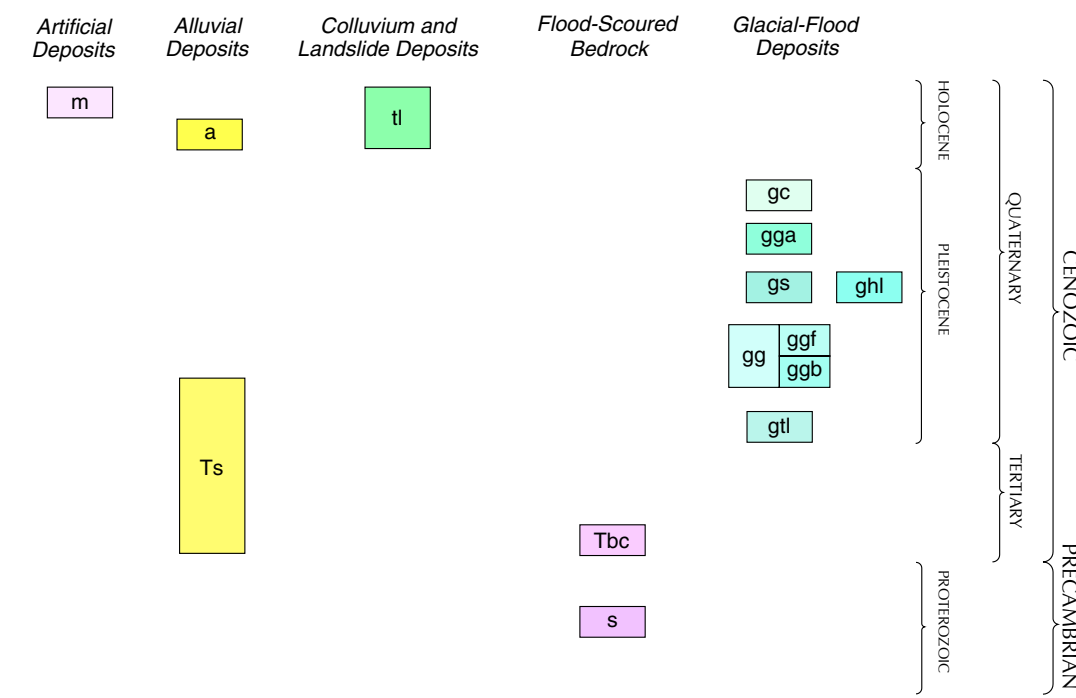 Artificial
Deposits
Alluvial
Deposits
Colluvium and
Landslide Deposits
Flood-Scoured
Bedrock
Glacial-Flood
Deposits
m
a
tl
gc
gga
gs
ghl
gg
ggf
ggb
gtl
Ts
Tbc
s
HOLOCENE
PLEISTOCENE
PROTEROZOIC
QUATERNARY
TERTIARY
CENOZOIC
PRECAMBRIAN